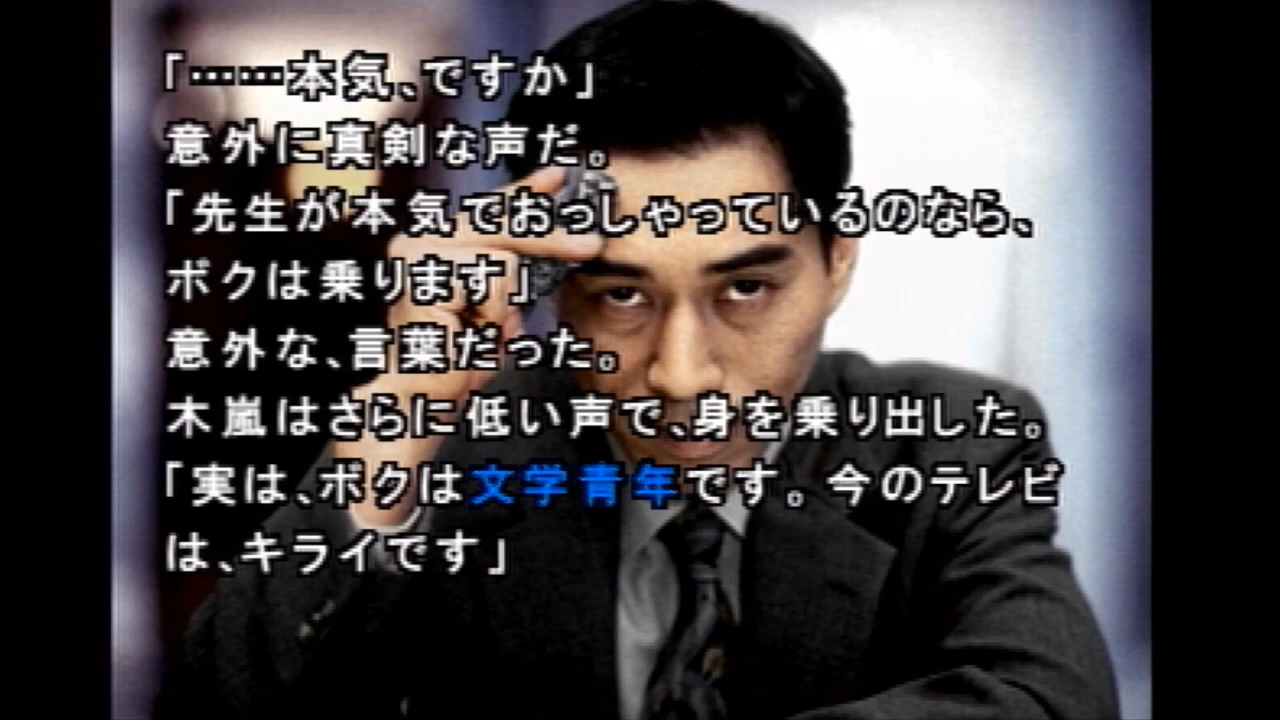 「……本気、ですか」
意外に真剣な声だ。
「先生が本気でおっしゃっているのなら、
ボクは乗ります」
意外な、言葉だった。
木嵐はさらに低い声で、身を乗り出した。
「実は、ボクは文学青年です。今のテレビ
は、キライです」